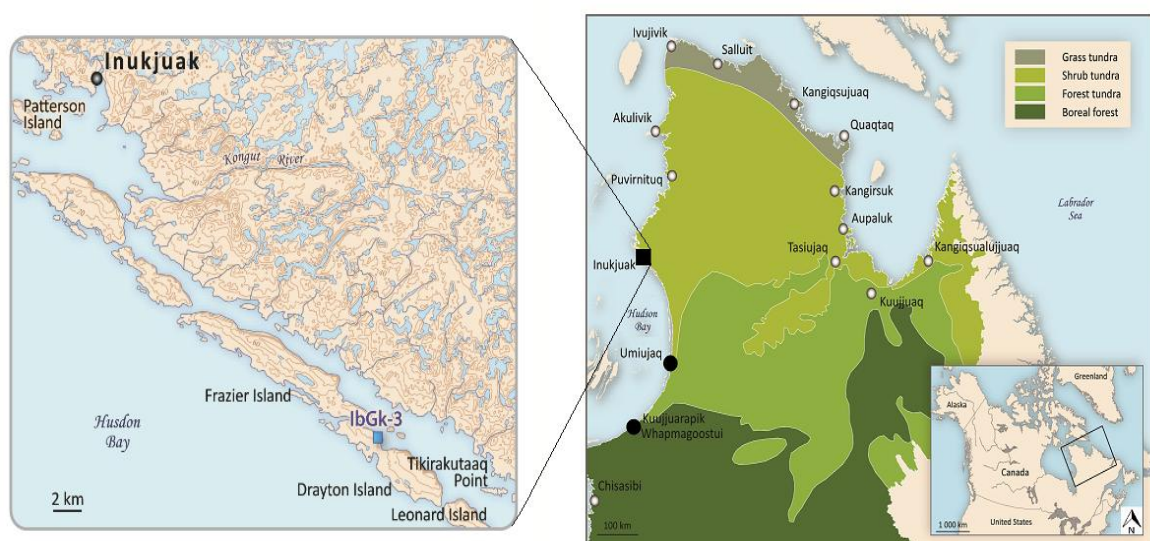 Inukjuak
Patterson
Island
Kongut River
Frazier Island
IbGk-3
Husdon
Bay
Tikirakutaaq
Point
Drayton Island
Leonard Island
2 km
Ivujivik
Salluit
Kangiqsujuaq
Akulivik
Quaqtaq
Puvirnituq
Kangirsuk
Aupaluk
Tasiujaq
Kangiqsualujjuaq
Inukjuak
Kuujjuaq
Hudson
Bay
Umiujaq
Kuujjuarapik
Whapmagoostui
Chisasibi
100 km
Labrador
Sea
Grass tundra
Shrub tundra
Forest tundra
Boreal forest
Greenland
Alaska
Canada
United States
1 000 km
N